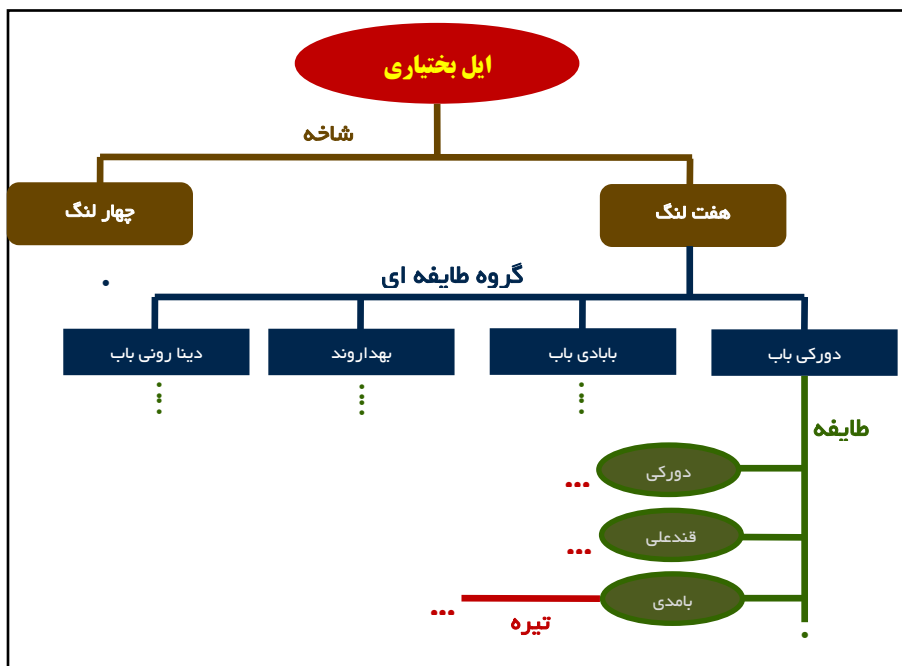 ایل بختیاری
شاخه
هفت لنگ
چهار لنگ
گروه طایفه ای
دورکی باب
بابادی باب
بهداروند
دینا رونی باب
طایفه
دورکی
...
قندعلی
...
بامدی
...
تیره